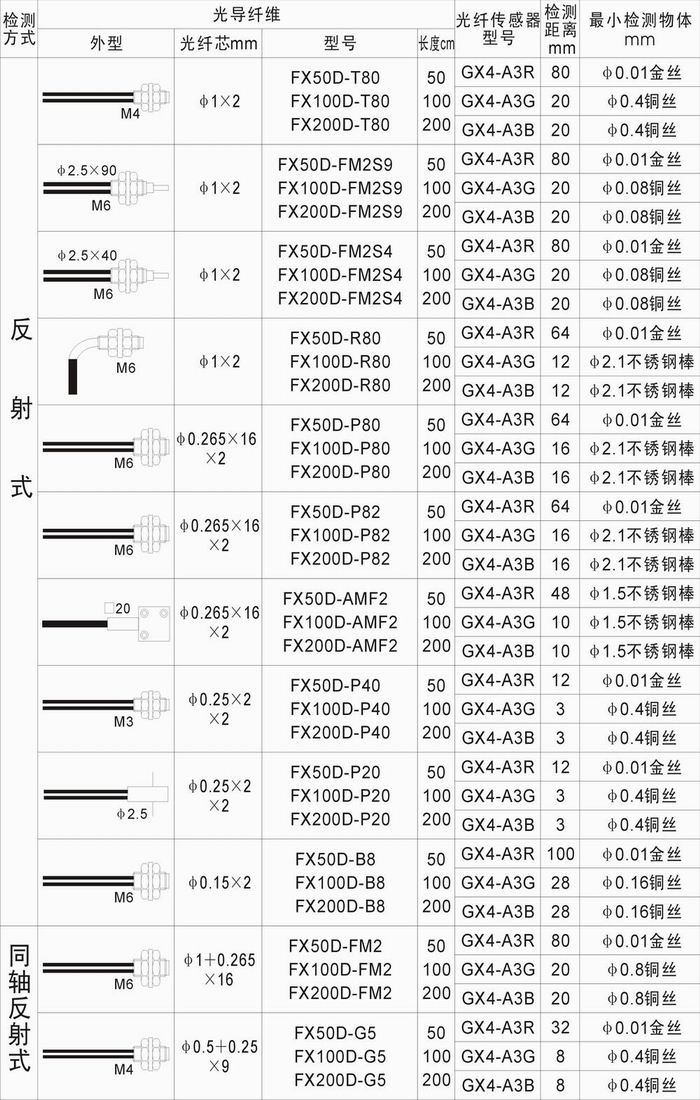 检测方式 光导纤维 光纤传感器型号 检测距离mm 最小检测物体mm
外型 光纤芯mm 型号 长度cm
反射式
M4 φ1×2
FX50D-T80 50 GX4-A3R 80 φ0.01金丝
FX100D-T80 100 GX4-A3G 20 φ0.4铜丝
FX200D-T80 200 GX4-A3B 20 φ0.4铜丝
φ2.5×90 M6 φ1×2
FX50D-FM2S9 50 GX4-A3R 80 φ0.01金丝
FX100D-FM2S9 100 GX4-A3G 20 φ0.08铜丝
FX200D-FM2S9 200 GX4-A3B 20 φ0.08铜丝
φ2.5×40 M6 φ1×2
FX50D-FM2S4 50 GX4-A3R 80 φ0.01金丝
FX100D-FM2S4 100 GX4-A3G 20 φ0.08铜丝
FX200D-FM2S4 200 GX4-A3B 20 φ0.08铜丝
M6 φ1×2
FX50D-R80 50 GX4-A3R 64 φ0.01金丝
FX100D-R80 100 GX4-A3G 12 φ2.1不锈钢棒
FX200D-R80 200 GX4-A3B 12 φ2.1不锈钢棒
M6 φ0.265×16×2
FX50D-P80 50 GX4-A3R 64 φ0.01金丝
FX100D-P80 100 GX4-A3G 16 φ2.1不锈钢棒
FX200D-P80 200 GX4-A3B 16 φ2.1不锈钢棒
M6 φ0.265×16×2
FX50D-P82 50 GX4-A3R 64 φ0.01金丝
FX100D-P82 100 GX4-A3G 16 φ2.1不锈钢棒
FX200D-P82 200 GX4-A3B 16 φ2.1不锈钢棒
□20 φ0.265×16×2
FX50D-AMF2 50 GX4-A3R 48 φ1.5不锈钢棒
FX100D-AMF2 100 GX4-A3G 10 φ1.5不锈钢棒
FX200D-AMF2 200 GX4-A3B 10 φ1.5不锈钢棒
M3 φ0.25×2×2
FX50D-P40 50 GX4-A3R 12 φ0.01金丝
FX100D-P40 100 GX4-A3G 3 φ0.4铜丝
FX200D-P40 200 GX4-A3B 3 φ0.4铜丝
φ2.5 φ0.25×2×2
FX50D-P20 50 GX4-A3R 12 φ0.01金丝
FX100D-P20 100 GX4-A3G 3 φ0.4铜丝
FX200D-P20 200 GX4-A3B 3 φ0.4铜丝
M6 φ0.15×2
FX50D-B8 50 GX4-A3R 100 φ0.01金丝
FX100D-B8 100 GX4-A3G 28 φ0.16铜丝
FX200D-B8 200 GX4-A3B 28 φ0.16铜丝
同轴反射式
M6 φ1+0.265×16
FX50D-FM2 50 GX4-A3R 80 φ0.01金丝
FX100D-FM2 100 GX4-A3G 20 φ0.8铜丝
FX200D-FM2 200 GX4-A3B 20 φ0.8铜丝
M4 φ0.5+0.25×9
FX50D-G5 50 GX4-A3R 32 φ0.01金丝
FX100D-G5 100 GX4-A3G 8 φ0.4铜丝
FX200D-G5 200 GX4-A3B 8 φ0.4铜丝